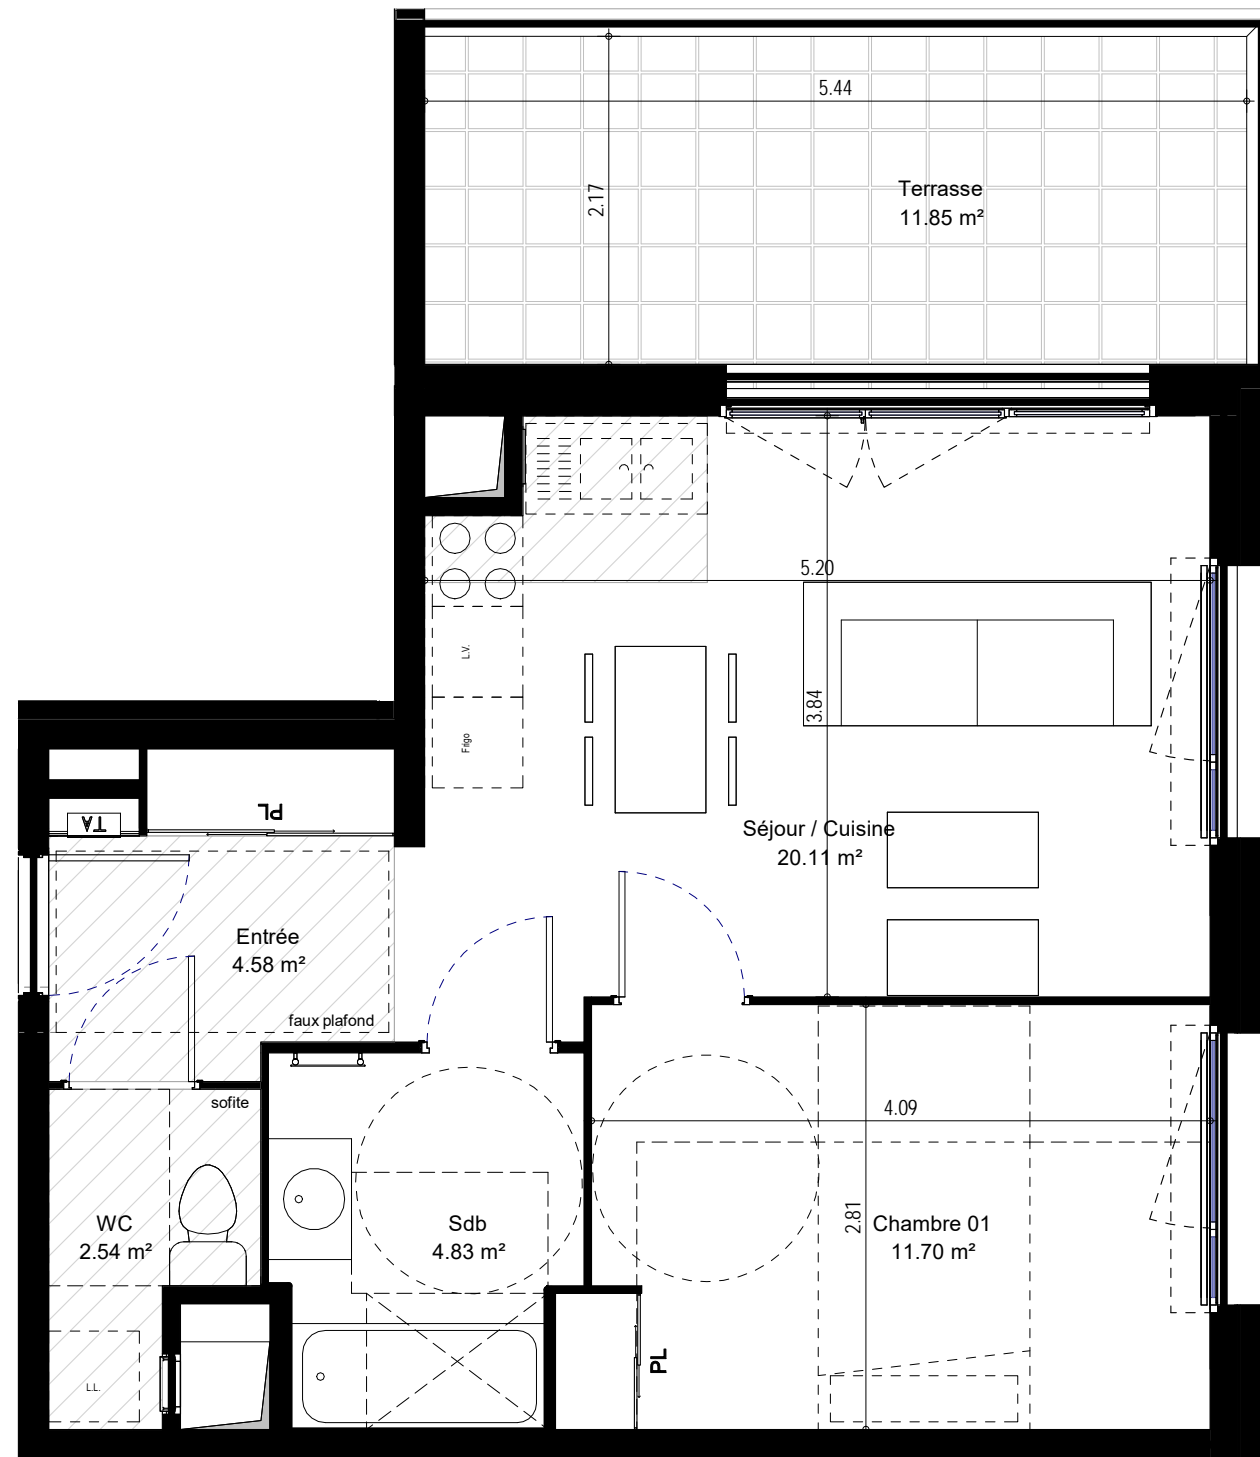 5.44
2.17
Terrasse
11.85 m²
5.20
L.V.
3.84
Frigo
PL
TA
Séjour / Cuisine
20.11 m²
Entrée
4.58 m²
faux plafond
sofite
4.09
WC
2.54 m²
Sdb
4.83 m²
2.81
Chambre 01
11.70 m²
PL
L.L.